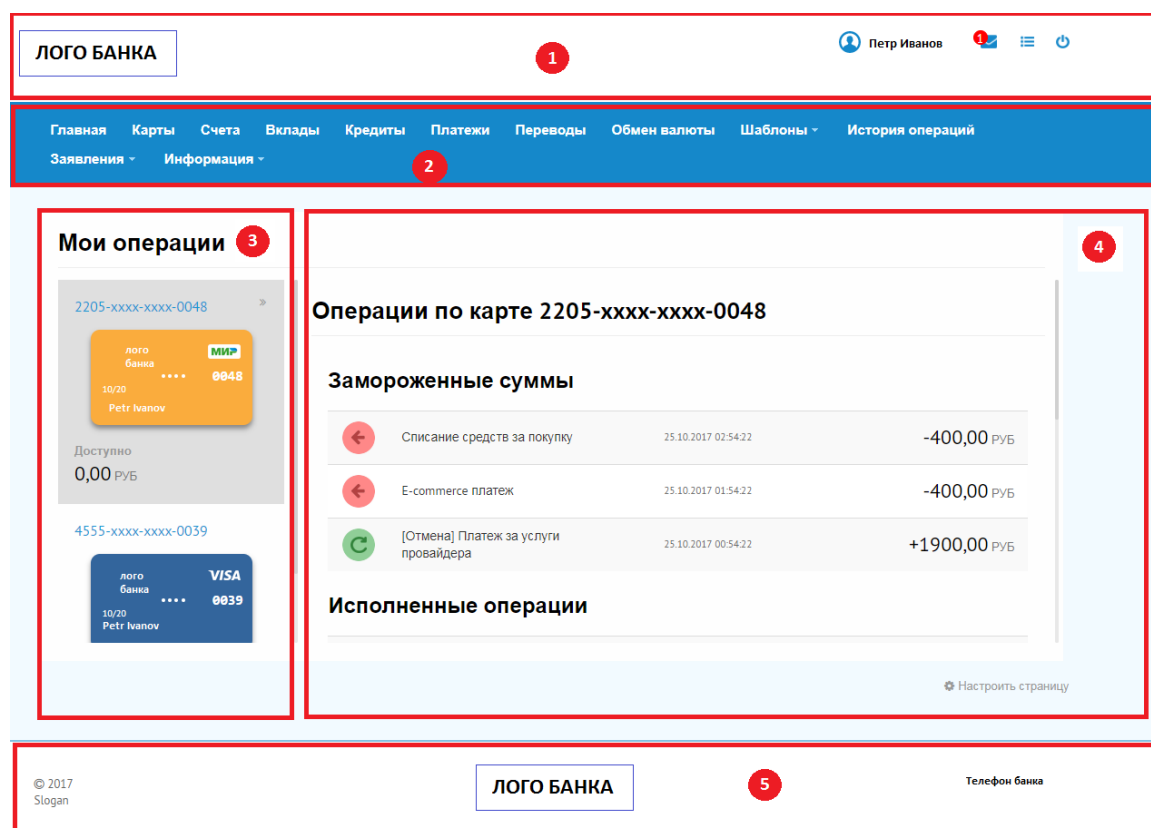 ЛОГО БАНКА
1
Петр Иванов
1
Главная Карты Счета Вклады Кредиты Платежи Переводы Обмен валюты Шаблоны История операций
Заявления Информация
2
Мои операции
3
4
2205-xxxx-xxxx-0048 »
лого
банка
МИР
•••• 0048
10/20
Petr Ivanov
Доступно
0,00 РУБ
4555-xxxx-xxxx-0039
лого
банка
VISA
•••• 0039
10/20
Petr Ivanov
Операции по карте 2205-xxxx-xxxx-0048
Замороженные суммы
Списание средств за покупку 25.10.2017 02:54:22 -400,00 РУБ
E-commerce платеж 25.10.2017 01:54:22 -400,00 РУБ
[Отмена] Платеж за услуги
провайдера
25.10.2017 00:54:22 +1900,00 РУБ
Исполненные операции
Настроить страницу
© 2017
Slogan
ЛОГО БАНКА
5
Телефон банка